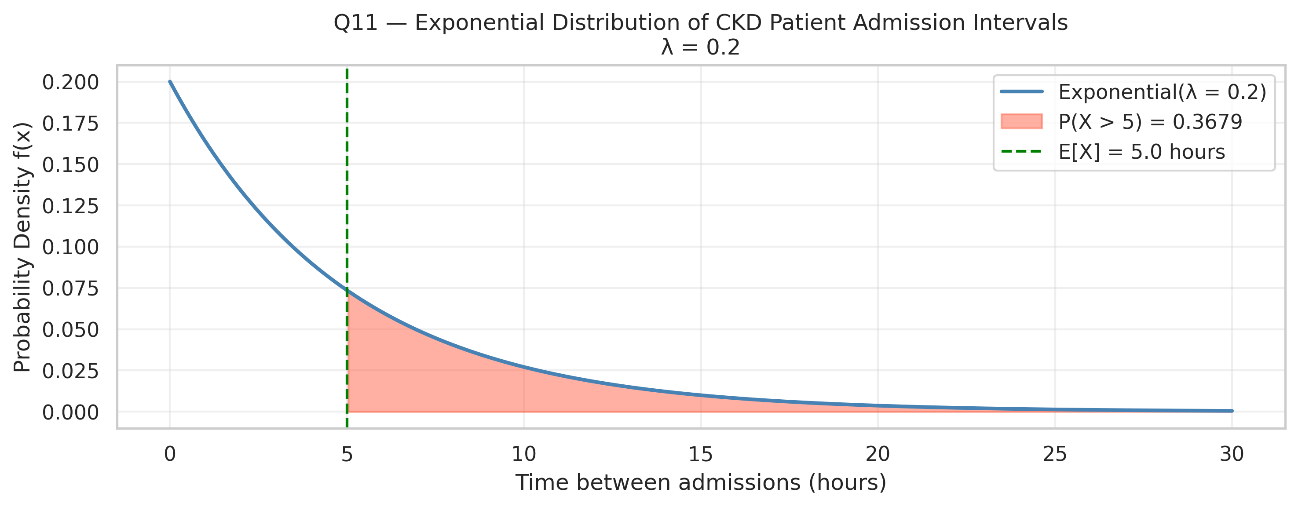 Q11 — Exponential Distribution of CKD Patient Admission Intervals
λ = 0.2
Exponential(λ = 0.2)
P(X > 5) = 0.3679
E[X] = 5.0 hours
Probability Density f(x)
0.200
0.175
0.150
0.125
0.100
0.075
0.050
0.025
0.000
0 5 10 15 20 25 30
Time between admissions (hours)